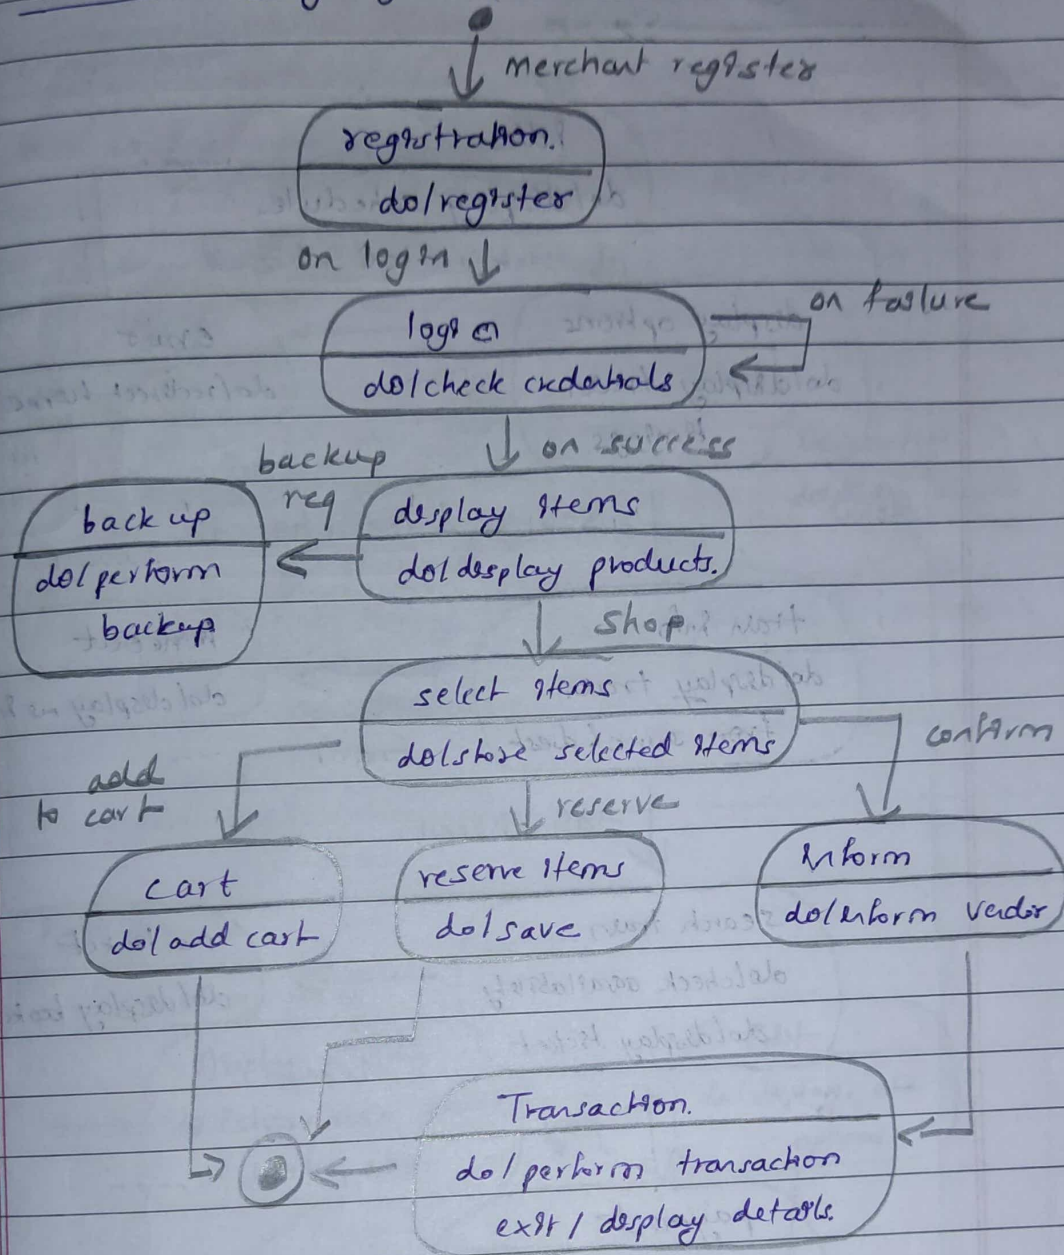 merchant register
registration.
do/register
on login
on failure
login
do/check credentials
on success
backup
req
back up
do/perform
backup
display items
do/display products.
shop
select items
do/store selected items
confirm
add
to cart
reserve
cart
do/add cart
reserve items
do/save
Inform
do/inform vendor
Transaction.
do/perform transaction
exit/display details.